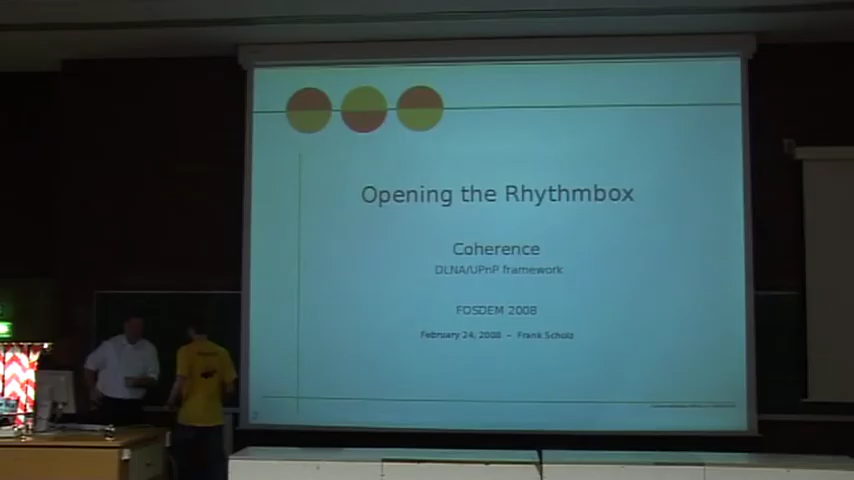 Opening the Rhythmbox
Coherence
DLNA/UPnP framework
FOSDEM 2008
February 24, 2008 – Frank Scholz